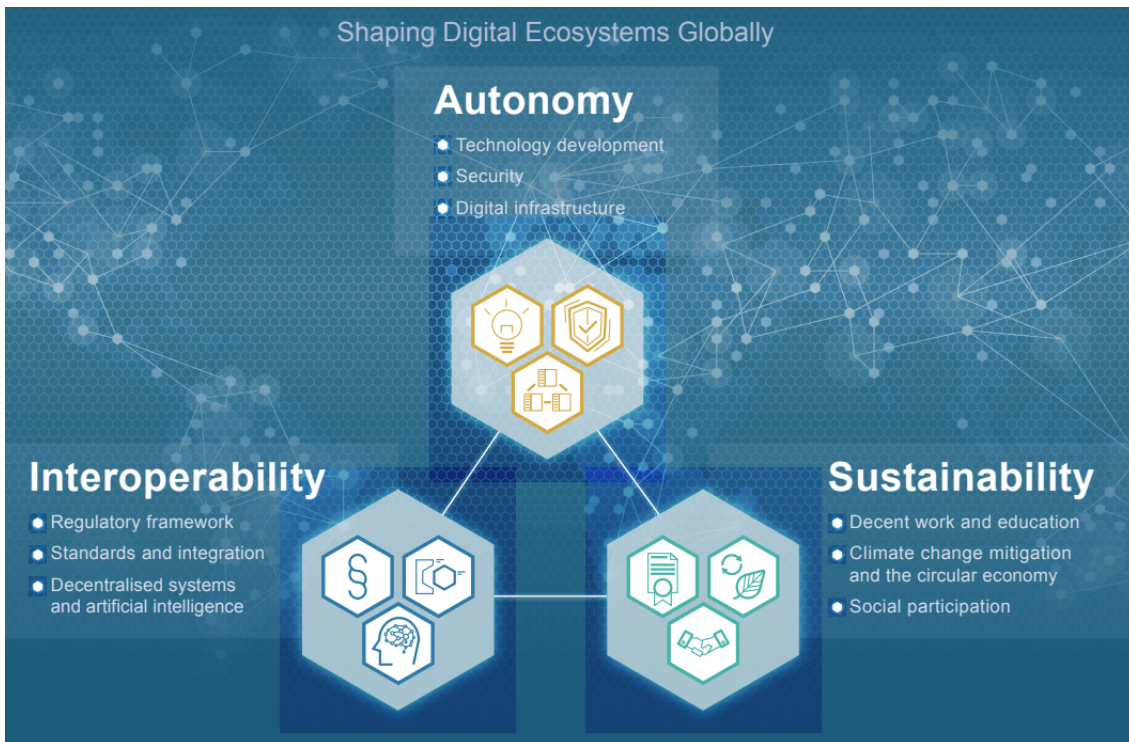 Shaping Digital Ecosystems Globally
Autonomy
Technology development
Security
Digital infrastructure
Interoperability
Regulatory framework
Standards and integration
Decentralised systems
and artificial intelligence
Sustainability
Decent work and education
Climate change mitigation
and the circular economy
Social participation